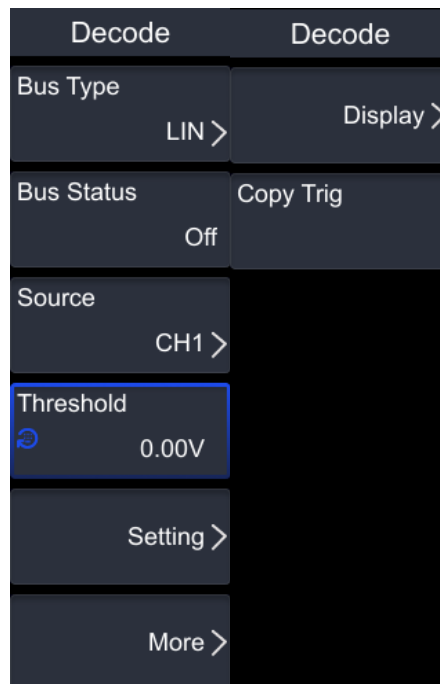 Decode
Bus Type
LIN
Bus Status
Off
Source
CH1
Threshold
0.00V
Setting
More
Decode
Display
Copy Trig